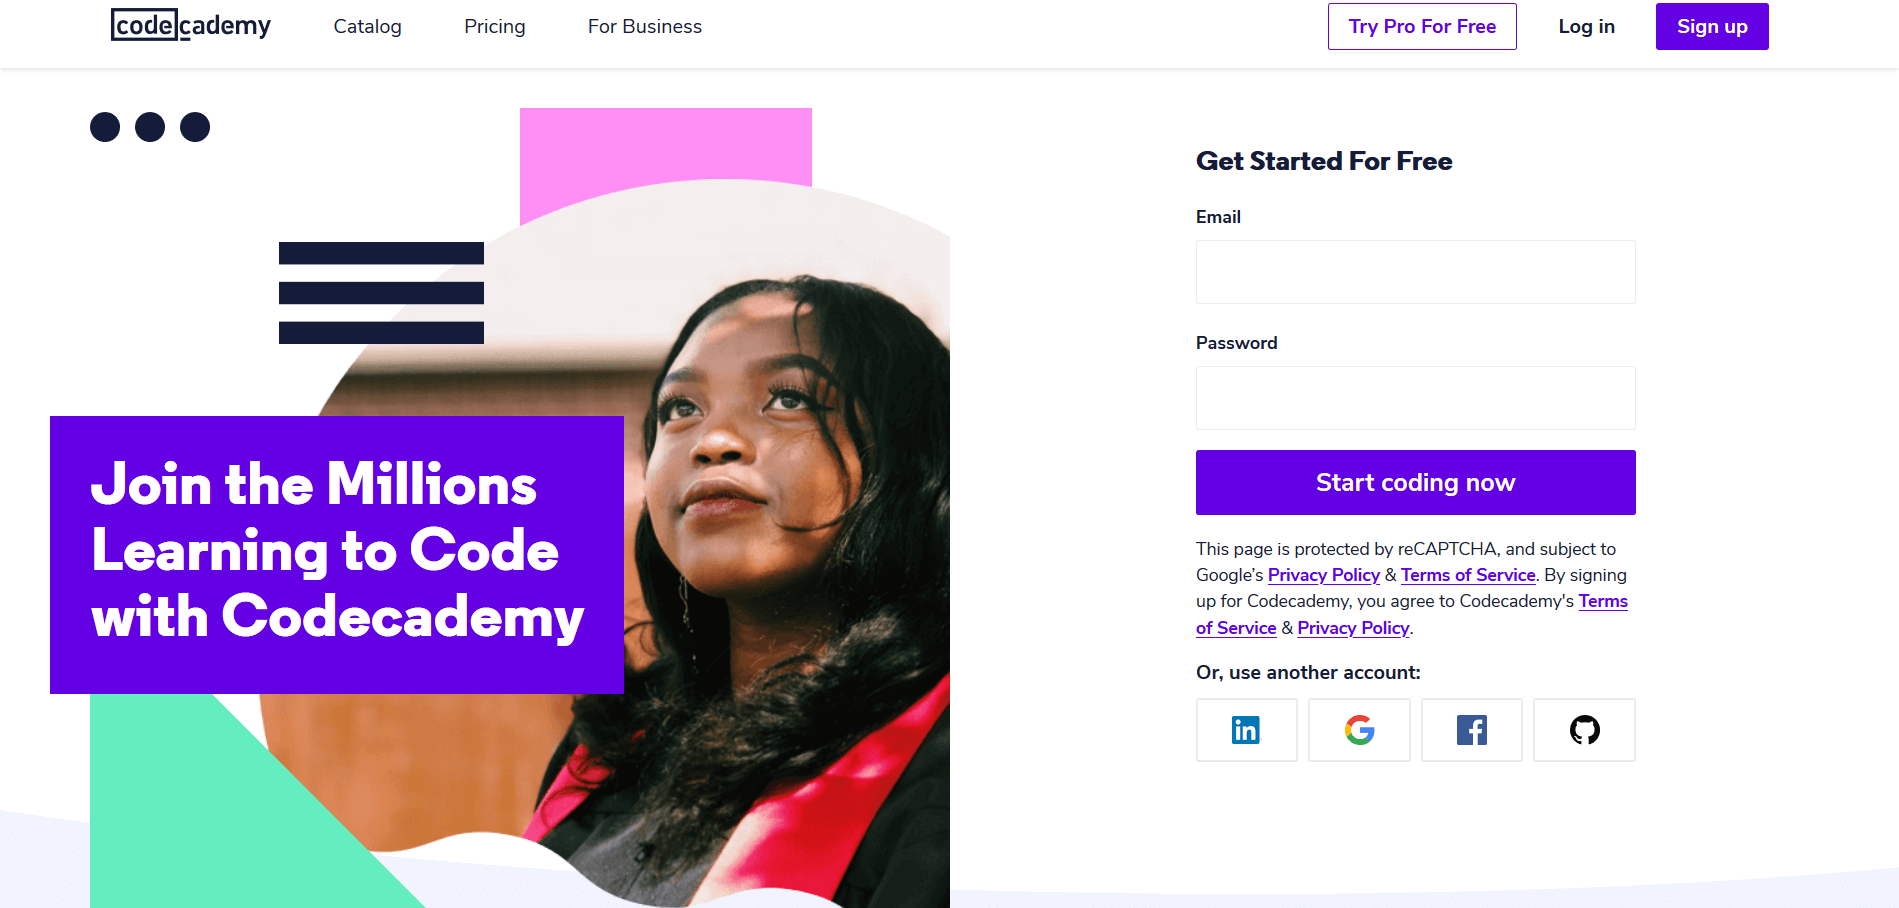 codecademy
Catalog
Pricing
For Business
Try Pro For Free
Log in
Sign up
Join the Millions
Learning to Code
with Codecademy
Get Started For Free
Email
Password
Start coding now
This page is protected by reCAPTCHA, and subject to
Google’s Privacy Policy & Terms of Service. By signing
up for Codecademy, you agree to Codecademy's Terms
of Service & Privacy Policy.
Or, use another account:
in
G
f